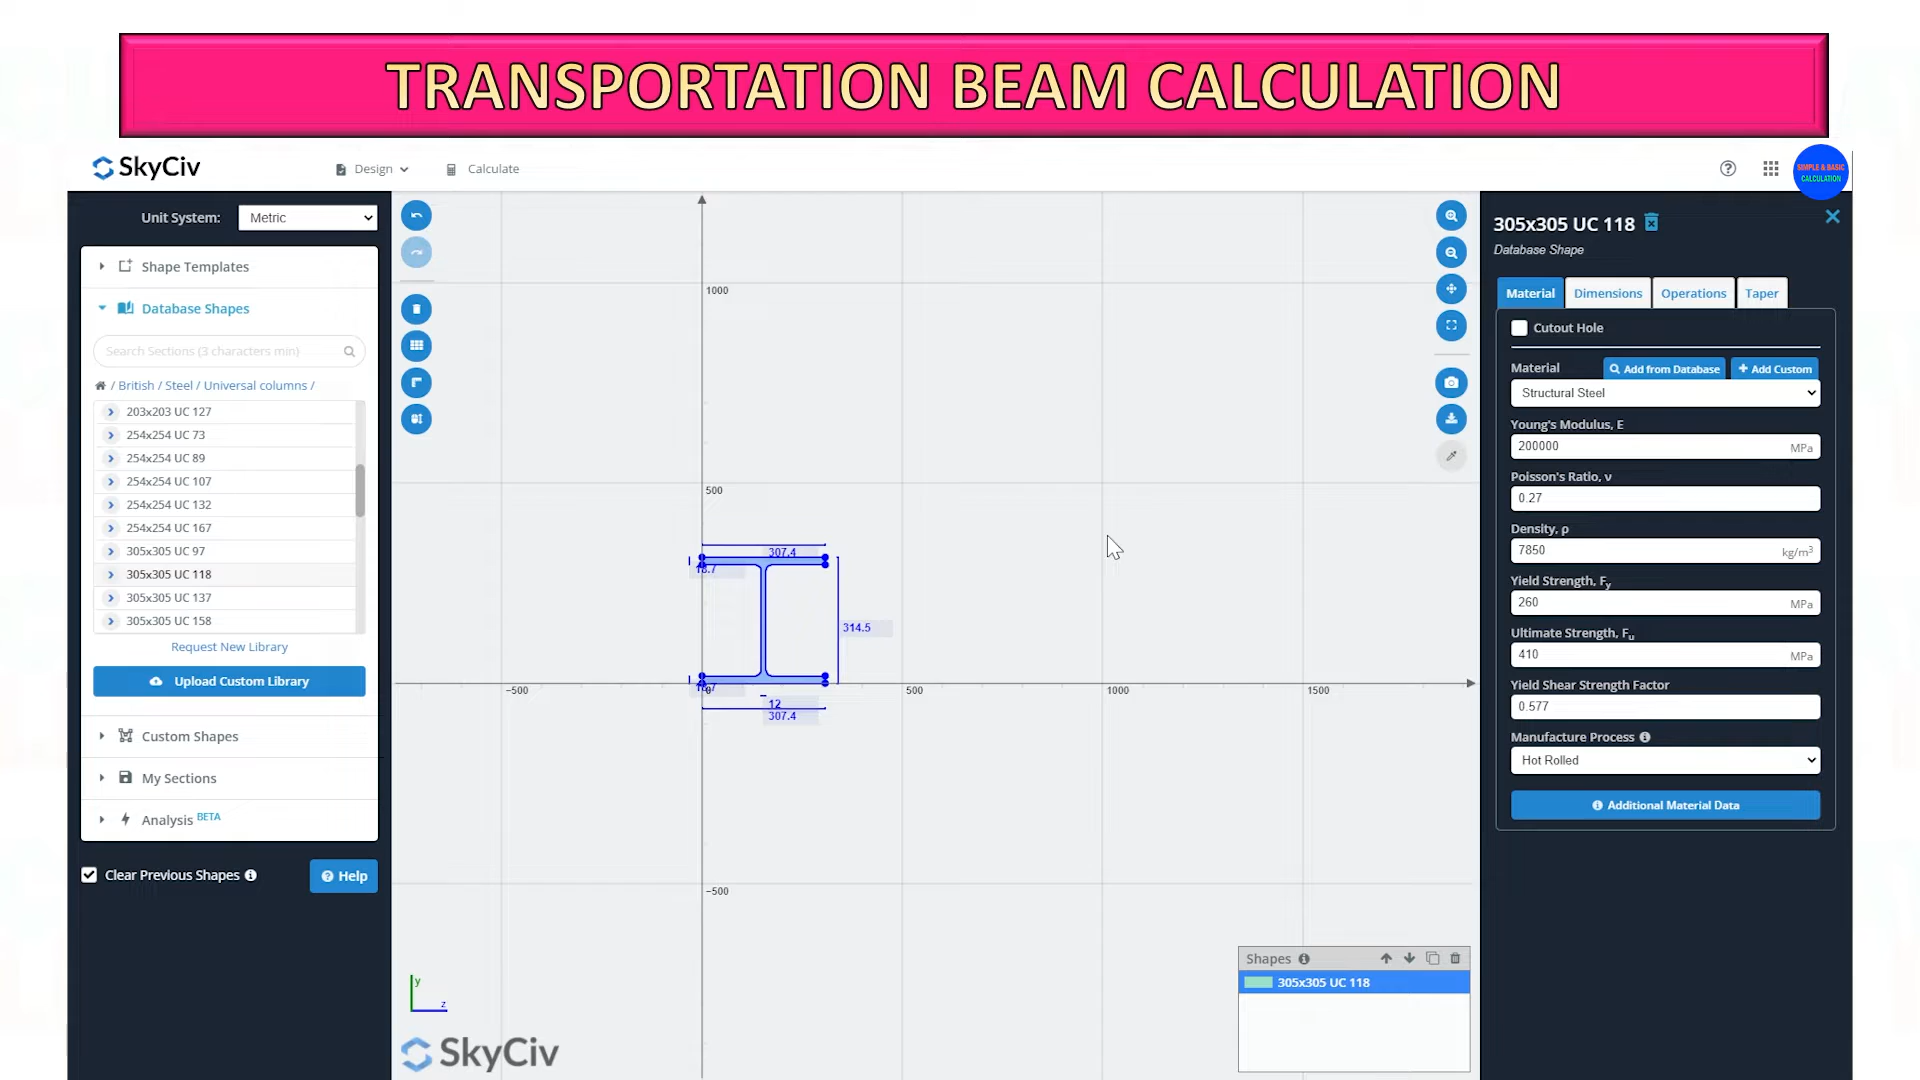 TRANSPORTATION BEAM CALCULATION
SkyCiv
Design
Calculate
SIMPLE & BASIC
CALCULATION
Unit System:
Metric
Shape Templates
Database Shapes
Search Sections (3 characters min)
/ British / Steel / Universal columns /
203x203 UC 127
254x254 UC 73
254x254 UC 89
254x254 UC 107
254x254 UC 132
254x254 UC 167
305x305 UC 97
305x305 UC 118
305x305 UC 137
305x305 UC 158
Request New Library
Upload Custom Library
Custom Shapes
My Sections
Analysis BETA
Clear Previous Shapes
Help
1000
500
307.4
18.7
314.5
-500
0
500
1000
1500
12
307.4
-500
y
z
SkyCiv
Shapes
305x305 UC 118
305x305 UC 118
Database Shape
Material
Dimensions
Operations
Taper
Cutout Hole
Material
Add from Database
Add Custom
Structural Steel
Young's Modulus, E
200000 MPa
Poisson's Ratio, ν
0.27
Density, ρ
7850 kg/m³
Yield Strength, Fy
260 MPa
Ultimate Strength, Fu
410 MPa
Yield Shear Strength Factor
0.577
Manufacture Process
Hot Rolled
Additional Material Data